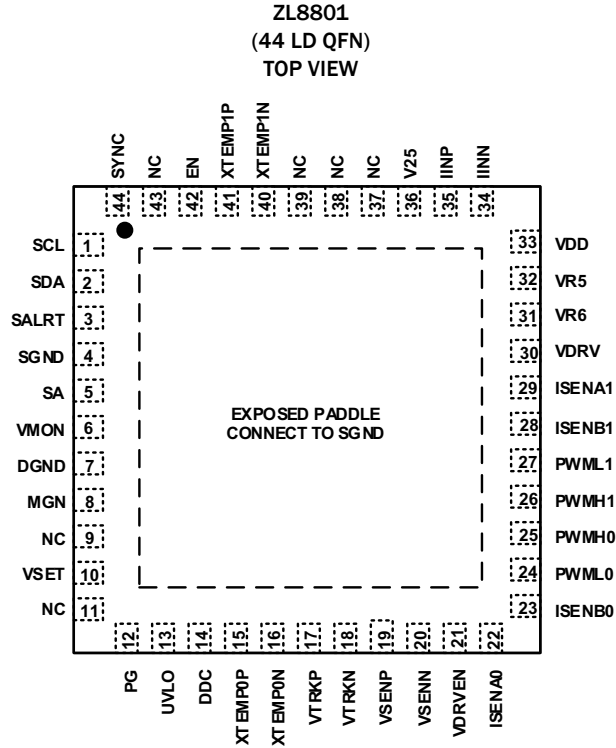 ZL8801
(44 LD QFN)
TOP VIEW
SYNC
NC
EN
XTEMP1P
XTEMP1N
NC
NC
NC
V25
IINP
IINN
44
43
42
41
40
39
38
37
36
35
34
SCL 1
SDA 2
SALRT 3
SGND 4
SA 5
VMON 6
DGND 7
MGN 8
NC 9
VSET 10
NC 11
EXPOSED PADDLE
CONNECT TO SGND
33 VDD
32 VR5
31 VR6
30 VDRV
29 ISENA1
28 ISENB1
27 PWML1
26 PWMH1
25 PWMH0
24 PWML0
23 ISENB0
12
13
14
15
16
17
18
19
20
21
22
PG
UVLO
DDC
XTEMP0P
XTEMP0N
VTRKP
VTRKN
VSENP
VSENN
VDRVEN
ISENA0